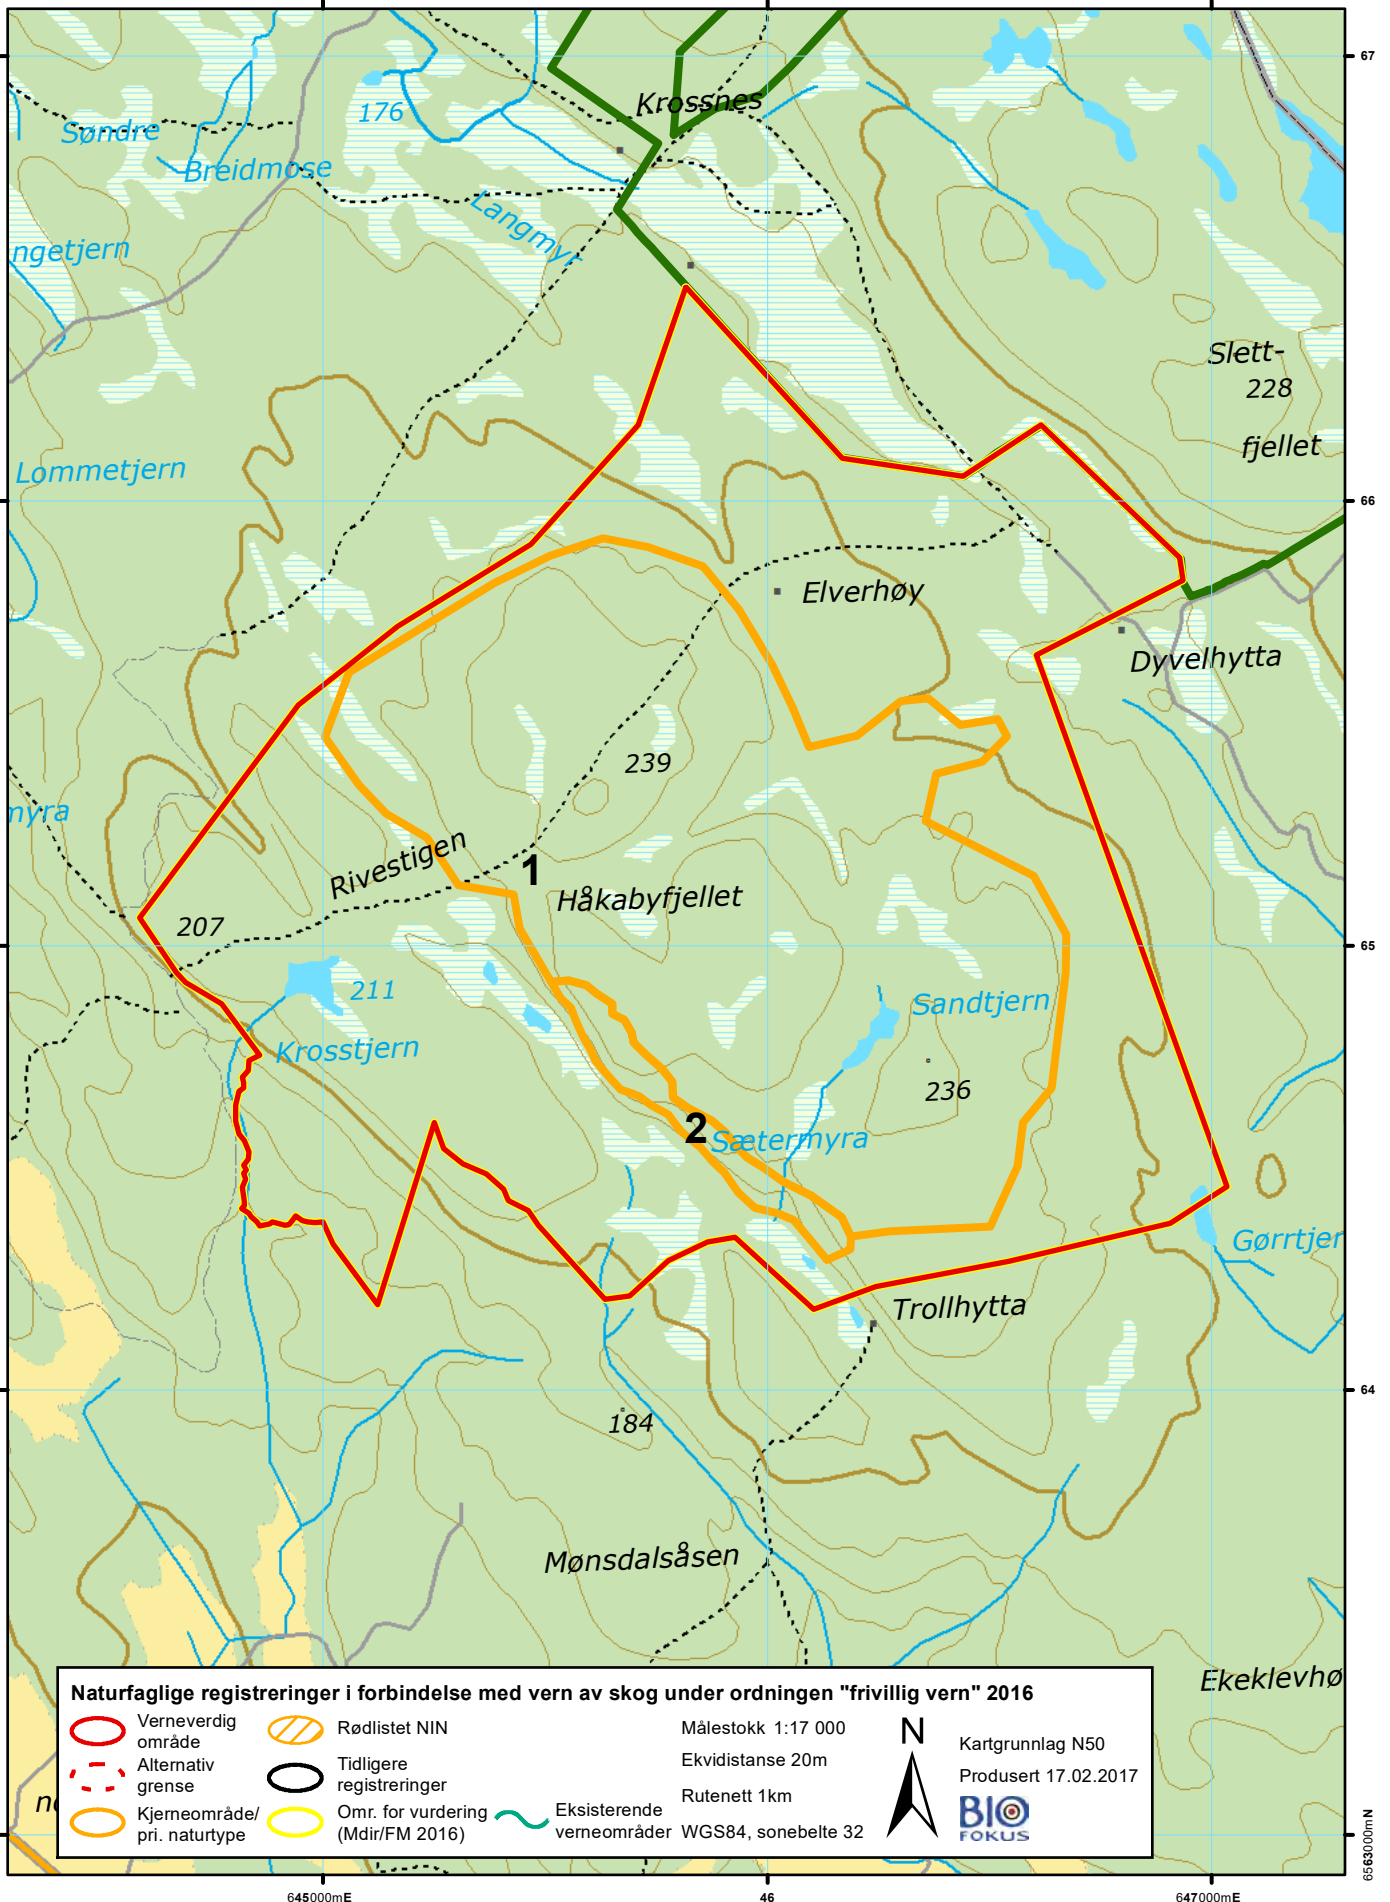 67
Krossnes
176
Søndre
Breidmose
Langmyr
ngetjern
Slett-
228
fjellet
Lommetjern
66
Elverhøy
Dyvelhytta
239
myra
Rivestigen
1
Håkabyfjellet
207
65
211
Sandtjern
Krosstjern
236
2
Sætermyra
Gørrtjer
Trollhytta
64
184
Mønsdalsåsen
Ekeklevhø
Naturfaglige registreringer i forbindelse med vern av skog under ordningen "frivillig vern" 2016
Verneverdig
område
Alternativ
grense
Kjerneområde/
pri. naturtype
Rødlistet NIN
Tidligere
registreringer
Omr. for vurdering
(Mdir/FM 2016)
Eksisterende
verneområder
Målestokk 1:17 000
Ekvidistanse 20m
Rutenett 1km
WGS84, sonebelte 32
N
Kartgrunnlag N50
Produsert 17.02.2017
BIO
FOKUS
6563000mN
645000mE
46
647000mE